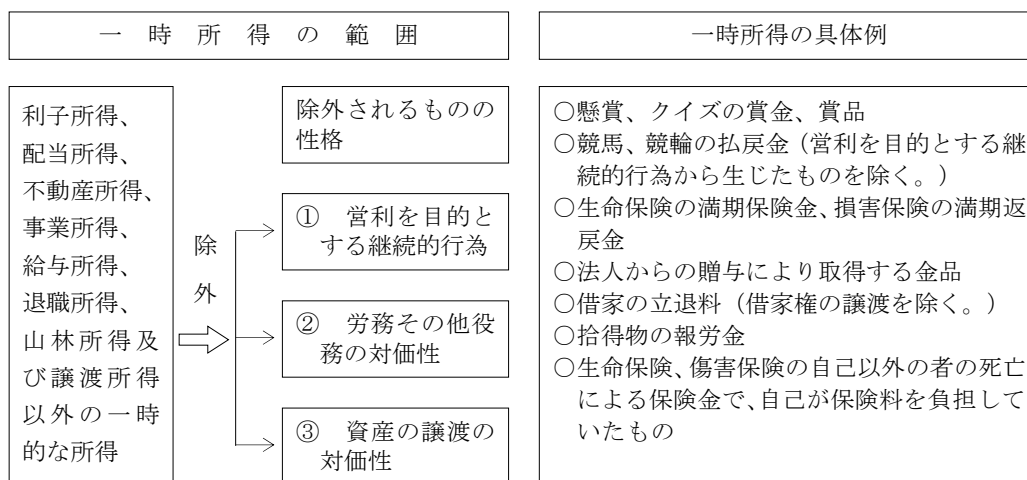 一時所得の範囲
一時所得の具体例
利子所得、
配当所得、
不動産所得、
事業所得、
給与所得、
退職所得、
山林所得及
び譲渡所得
以外の一時
的な所得
除外
除外されるものの
性格
① 営利を目的と
する継続的行為
② 労務その他役
務の対価性
③ 資産の譲渡の
対価性
○懸賞、クイズの賞金、賞品
○競馬、競輪の払戻金（営利を目的とする継
続的行為から生じたものを除く。）
○生命保険の満期保険金、損害保険の満期返
戻金
○法人からの贈与により取得する金品
○借家の立退料（借家権の譲渡を除く。）
○拾得物の報労金
○生命保険、傷害保険の自己以外の者の死亡
による保険金で、自己が保険料を負担して
いたもの